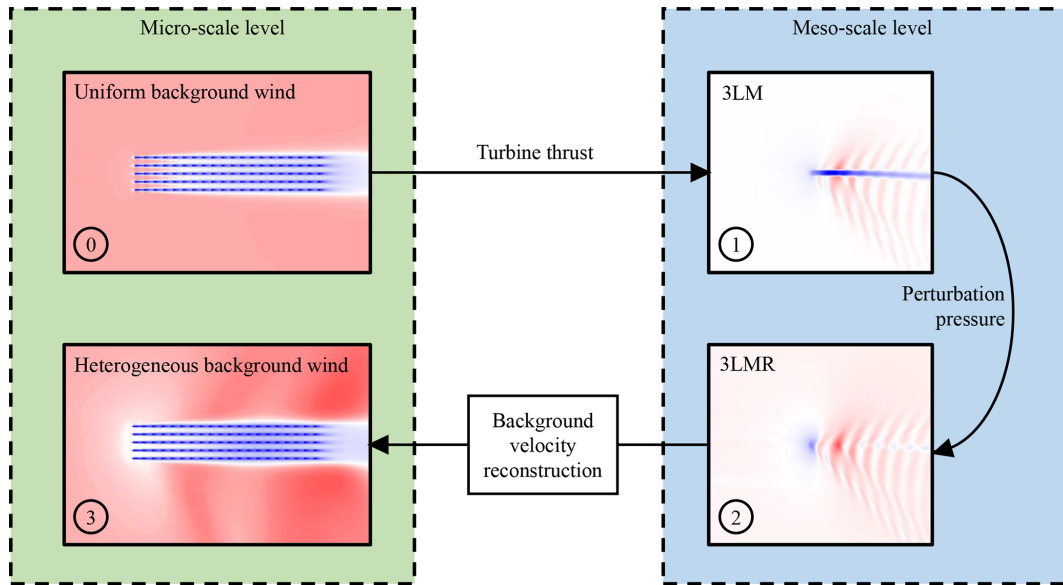 Micro-scale level
Meso-scale level
Uniform background wind
0
Turbine thrust
3LM
1
Perturbation
pressure
3LMR
2
Background
velocity
reconstruction
Heterogeneous background wind
3